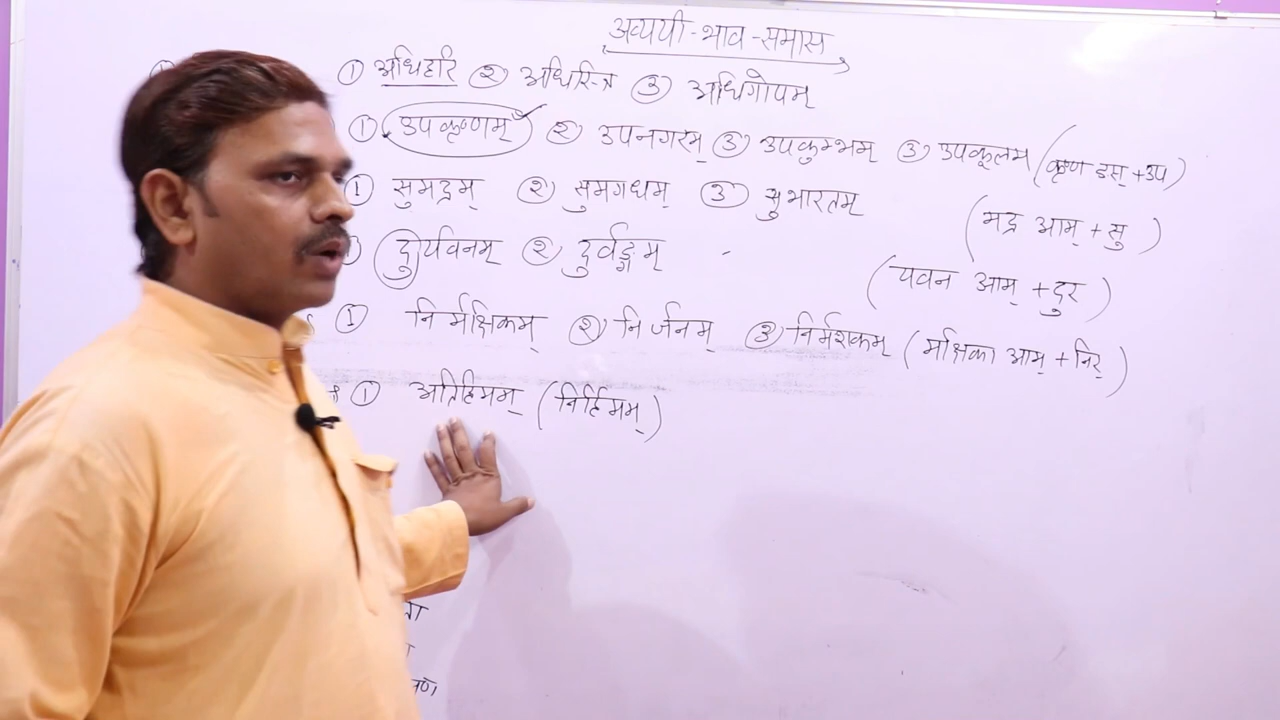 अव्ययी-भाव-समास
① अधिहरि ② अधिस्त्रि ③ अधिगोपम्
① उपकृष्णम् ② उपनगरम् ③ उपकुम्भम् ③ उपकूलम् (कृष्ण ङस् + उप)
① सुमद्रम् ② सुमगधम् ③ सुभारतम् (मद्र आम् + सु)
① दुर्यवनम् ② दुर्वङ्गम् (यवन आम् + दुर)
① निर्मक्षिकम् ② निर्जनम् ③ निर्मशकम् (मक्षिका आम् + निर्)
① अतिहिमम् (निर्हिमम्)